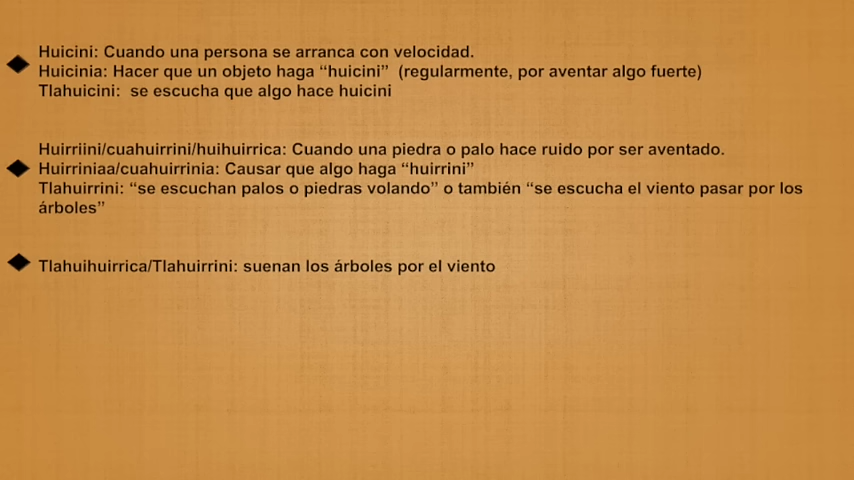 Huicini: Cuando una persona se arranca con velocidad.
Huicinia: Hacer que un objeto haga “huicini”  (regularmente, por aventar algo fuerte)
Tlahuicini:  se escucha que algo hace huicini
Huirriini/cuahuirrini/huihuirrica: Cuando una piedra o palo hace ruido por ser aventado.
Huirriniaa/cuahuirrinia: Causar que algo haga “huirrini”
Tlahuirrini: “se escuchan palos o piedras volando” o también “se escucha el viento pasar por los
árboles”
Tlahuihuirrica/Tlahuirrini: suenan los árboles por el viento